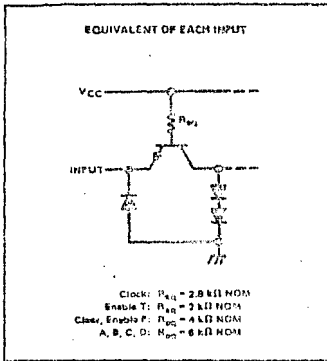 EQUIVALENT OF EACH INPUT
VCC
Req
INPUT
Clock: Req = 2.8 kΩ NOM
Enable T: Req = 2 kΩ NOM
Clear, Enable P: Req = 4 kΩ NOM
A, B, C, D: Req = 6 kΩ NOM